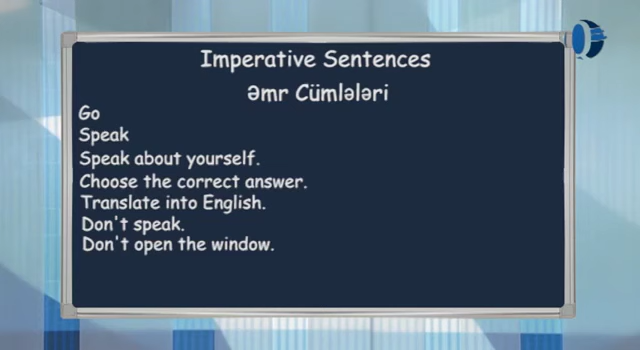 Imperative Sentences
Əmr Cümlələri
Go
Speak
Speak about yourself.
Choose the correct answer.
Translate into English.
Don't speak.
Don't open the window.